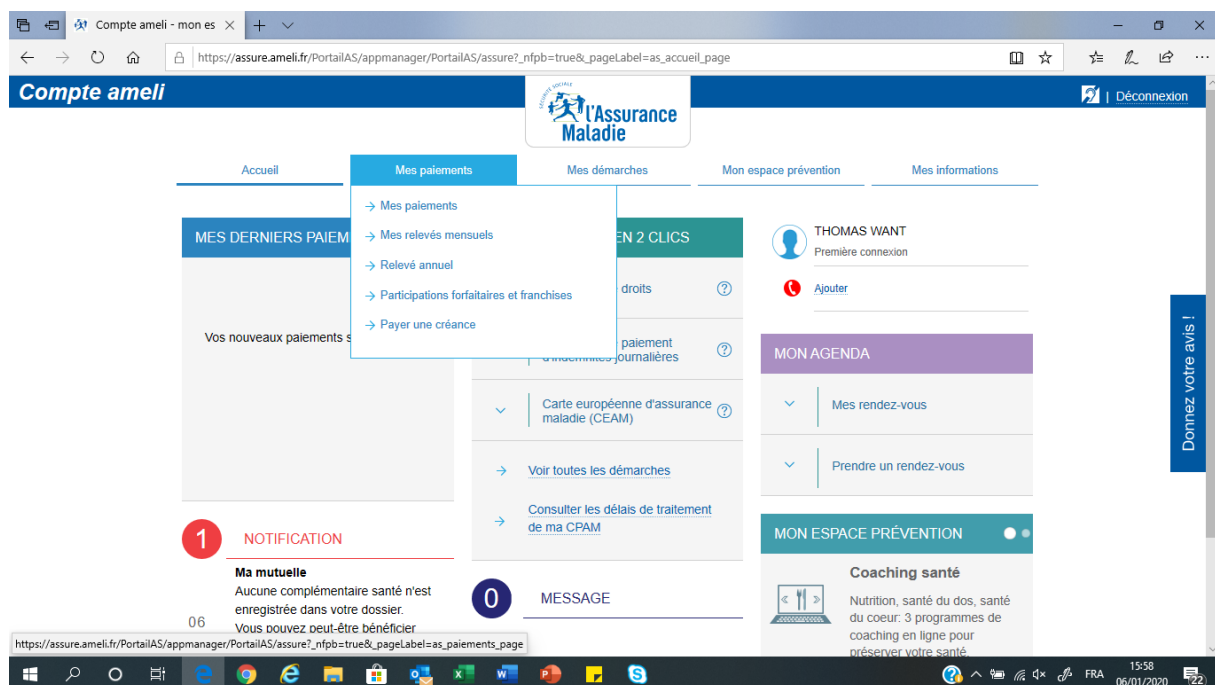 Compte ameli - mon es
https://assure.ameli.fr/PortailAS/appmanager/PortailAS/assure?_nfpb=true&_pageLabel=as_accueil_page
Compte ameli
SÉCURITÉ SOCIALE
l'Assurance
Maladie
Déconnexion
Accueil
Mes paiements
Mes démarches
Mon espace prévention
Mes informations
→ Mes paiements
→ Mes relevés mensuels
→ Relevé annuel
→ Participations forfaitaires et franchises
→ Payer une créance
MES DERNIERS PAIEM
Vos nouveaux paiements s
EN 2 CLICS
droits
paiement
d'indemnités journalières
Carte européenne d'assurance
maladie (CEAM)
Voir toutes les démarches
Consulter les délais de traitement
de ma CPAM
THOMAS WANT
Première connexion
Ajouter
MON AGENDA
Mes rendez-vous
Prendre un rendez-vous
Donnez votre avis !
1 NOTIFICATION
Ma mutuelle
Aucune complémentaire santé n'est
enregistrée dans votre dossier.
06
Vous pouvez peut-être bénéficier
0 MESSAGE
MON ESPACE PRÉVENTION
Coaching santé
Nutrition, santé du dos, santé
du coeur: 3 programmes de
coaching en ligne pour
préserver votre santé.
https://assure.ameli.fr/PortailAS/appmanager/PortailAS/assure?_nfpb=true&_pageLabel=as_paiements_page
FRA
15:58
06/01/2020
22